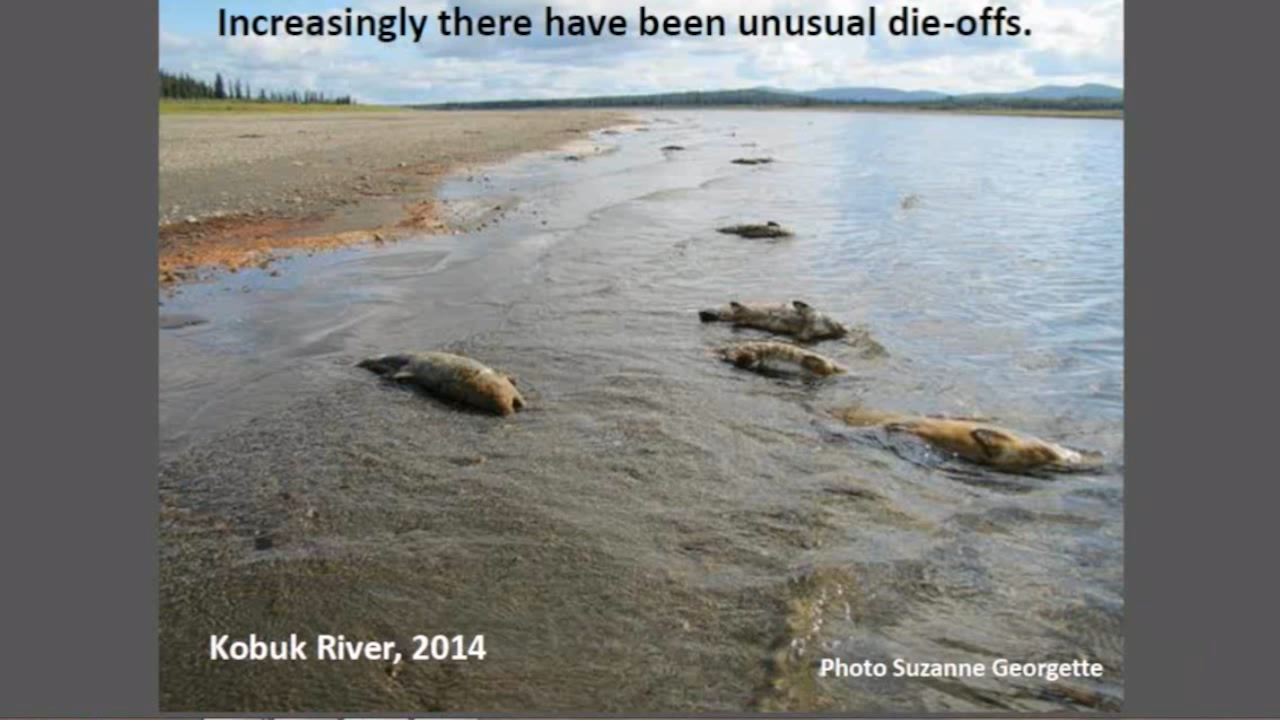 Increasingly there have been unusual die-offs.
Kobuk River, 2014
Photo Suzanne Georgette